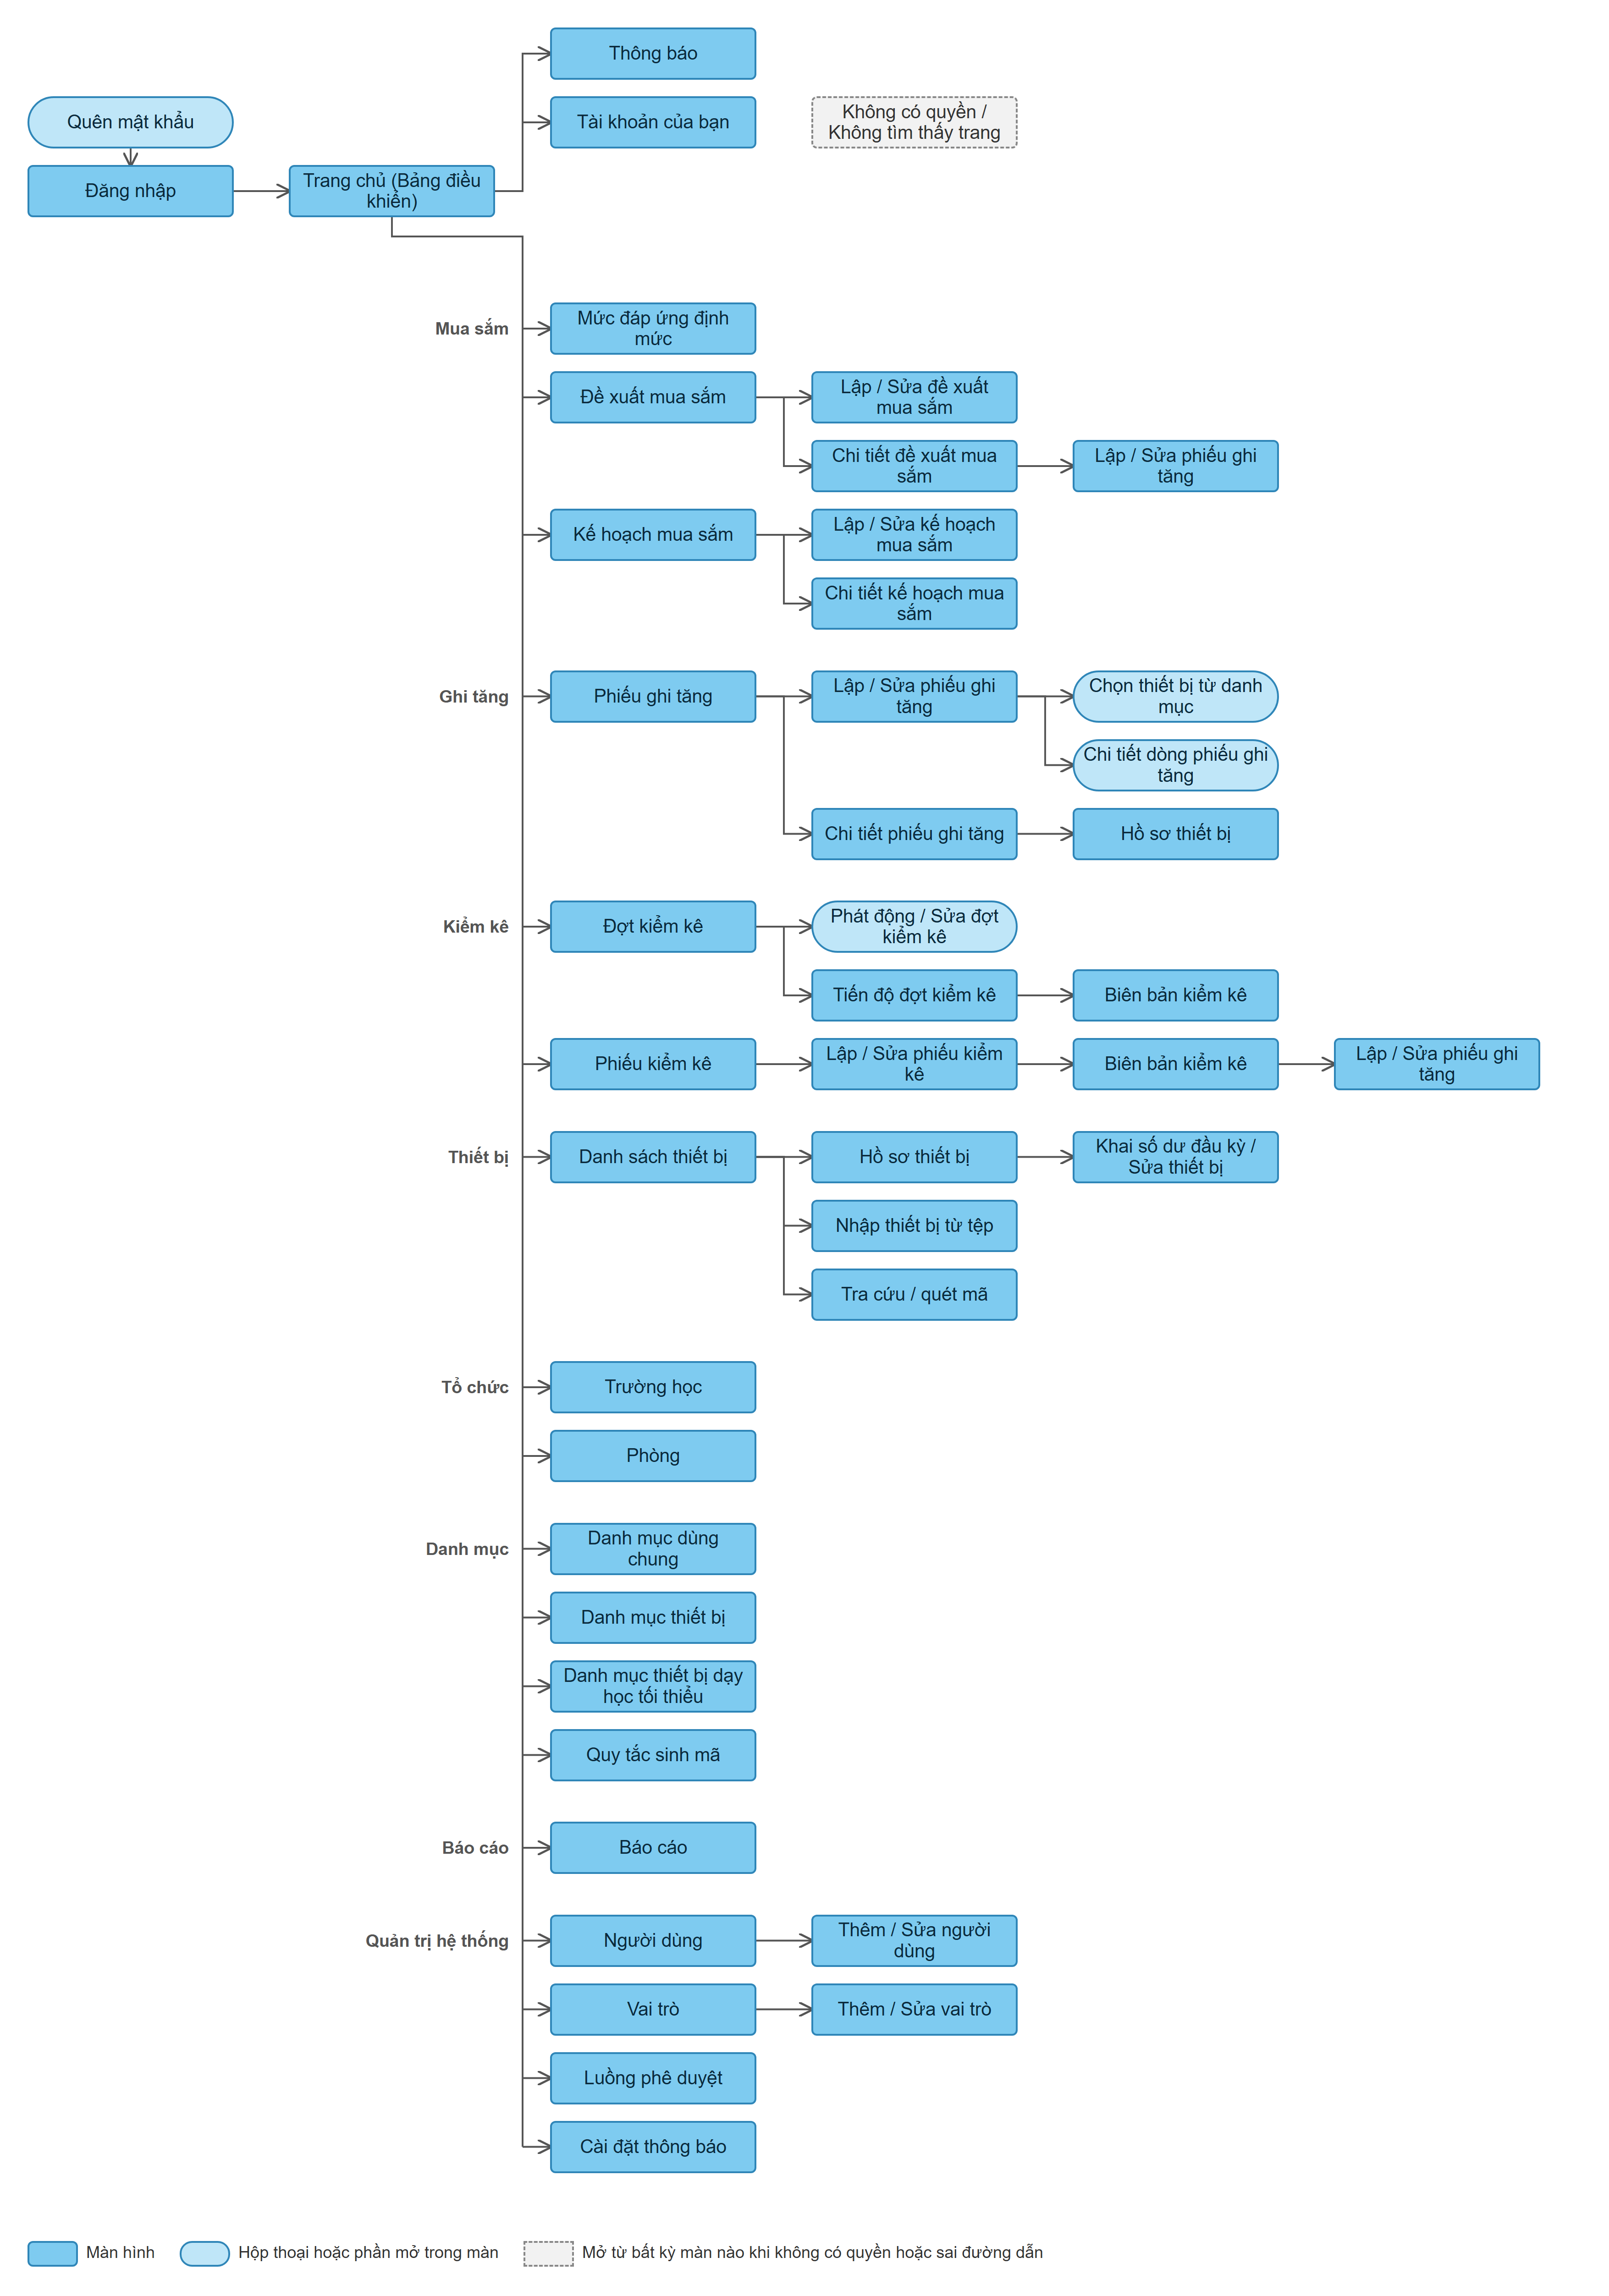 Thông báo
Quên mật khẩu
Tài khoản của bạn
Không có quyền /
Không tìm thấy trang
Đăng nhập
Trang chủ (Bảng điều
khiển)
Mua sắm
Mức đáp ứng định
mức
Đề xuất mua sắm
Lập / Sửa đề xuất
mua sắm
Chi tiết đề xuất mua
sắm
Lập / Sửa phiếu ghi
tăng
Kế hoạch mua sắm
Lập / Sửa kế hoạch
mua sắm
Chi tiết kế hoạch mua
sắm
Ghi tăng
Phiếu ghi tăng
Lập / Sửa phiếu ghi
tăng
Chọn thiết bị từ danh
mục
Chi tiết dòng phiếu ghi
tăng
Chi tiết phiếu ghi tăng
Hồ sơ thiết bị
Kiểm kê
Đợt kiểm kê
Phát động / Sửa đợt
kiểm kê
Tiến độ đợt kiểm kê
Biên bản kiểm kê
Phiếu kiểm kê
Lập / Sửa phiếu kiểm
kê
Biên bản kiểm kê
Lập / Sửa phiếu ghi
tăng
Thiết bị
Danh sách thiết bị
Hồ sơ thiết bị
Khai số dư đầu kỳ /
Sửa thiết bị
Nhập thiết bị từ tệp
Tra cứu / quét mã
Tổ chức
Trường học
Phòng
Danh mục
Danh mục dùng
chung
Danh mục thiết bị
Danh mục thiết bị dạy
học tối thiểu
Quy tắc sinh mã
Báo cáo
Báo cáo
Quản trị hệ thống
Người dùng
Thêm / Sửa người
dùng
Vai trò
Thêm / Sửa vai trò
Luồng phê duyệt
Cài đặt thông báo
Màn hình
Hộp thoại hoặc phần mở trong màn
Mở từ bất kỳ màn nào khi không có quyền hoặc sai đường dẫn